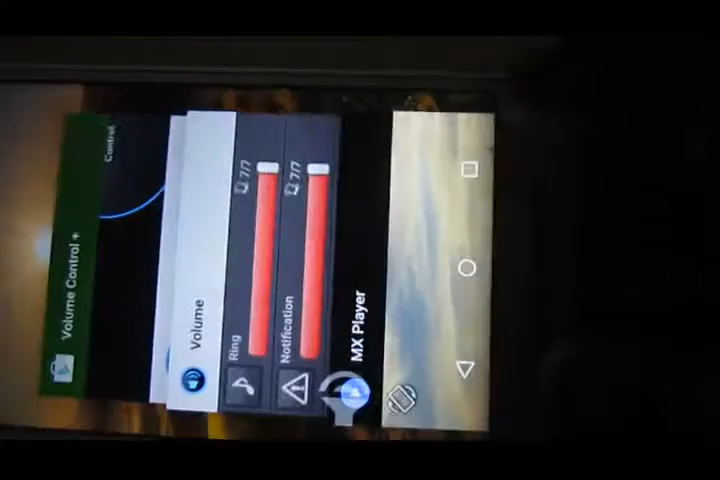 Control
Volume Control +
Volume
Ring
7/7
Notification
7/7
MX Player